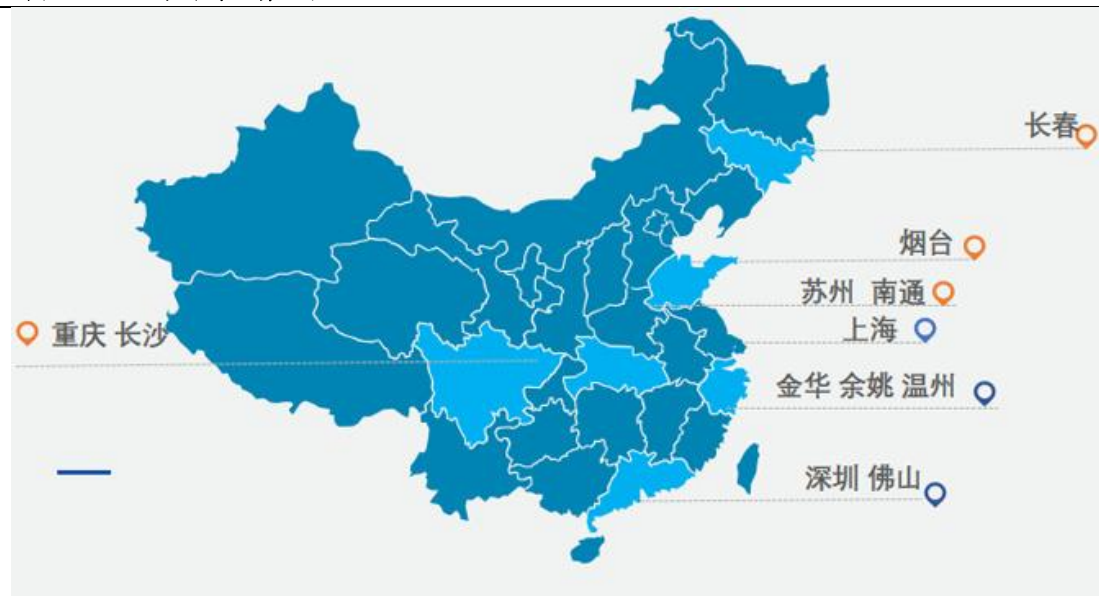 长春
烟台
苏州 南通
重庆 长沙
上海
金华 余姚 温州
深圳 佛山